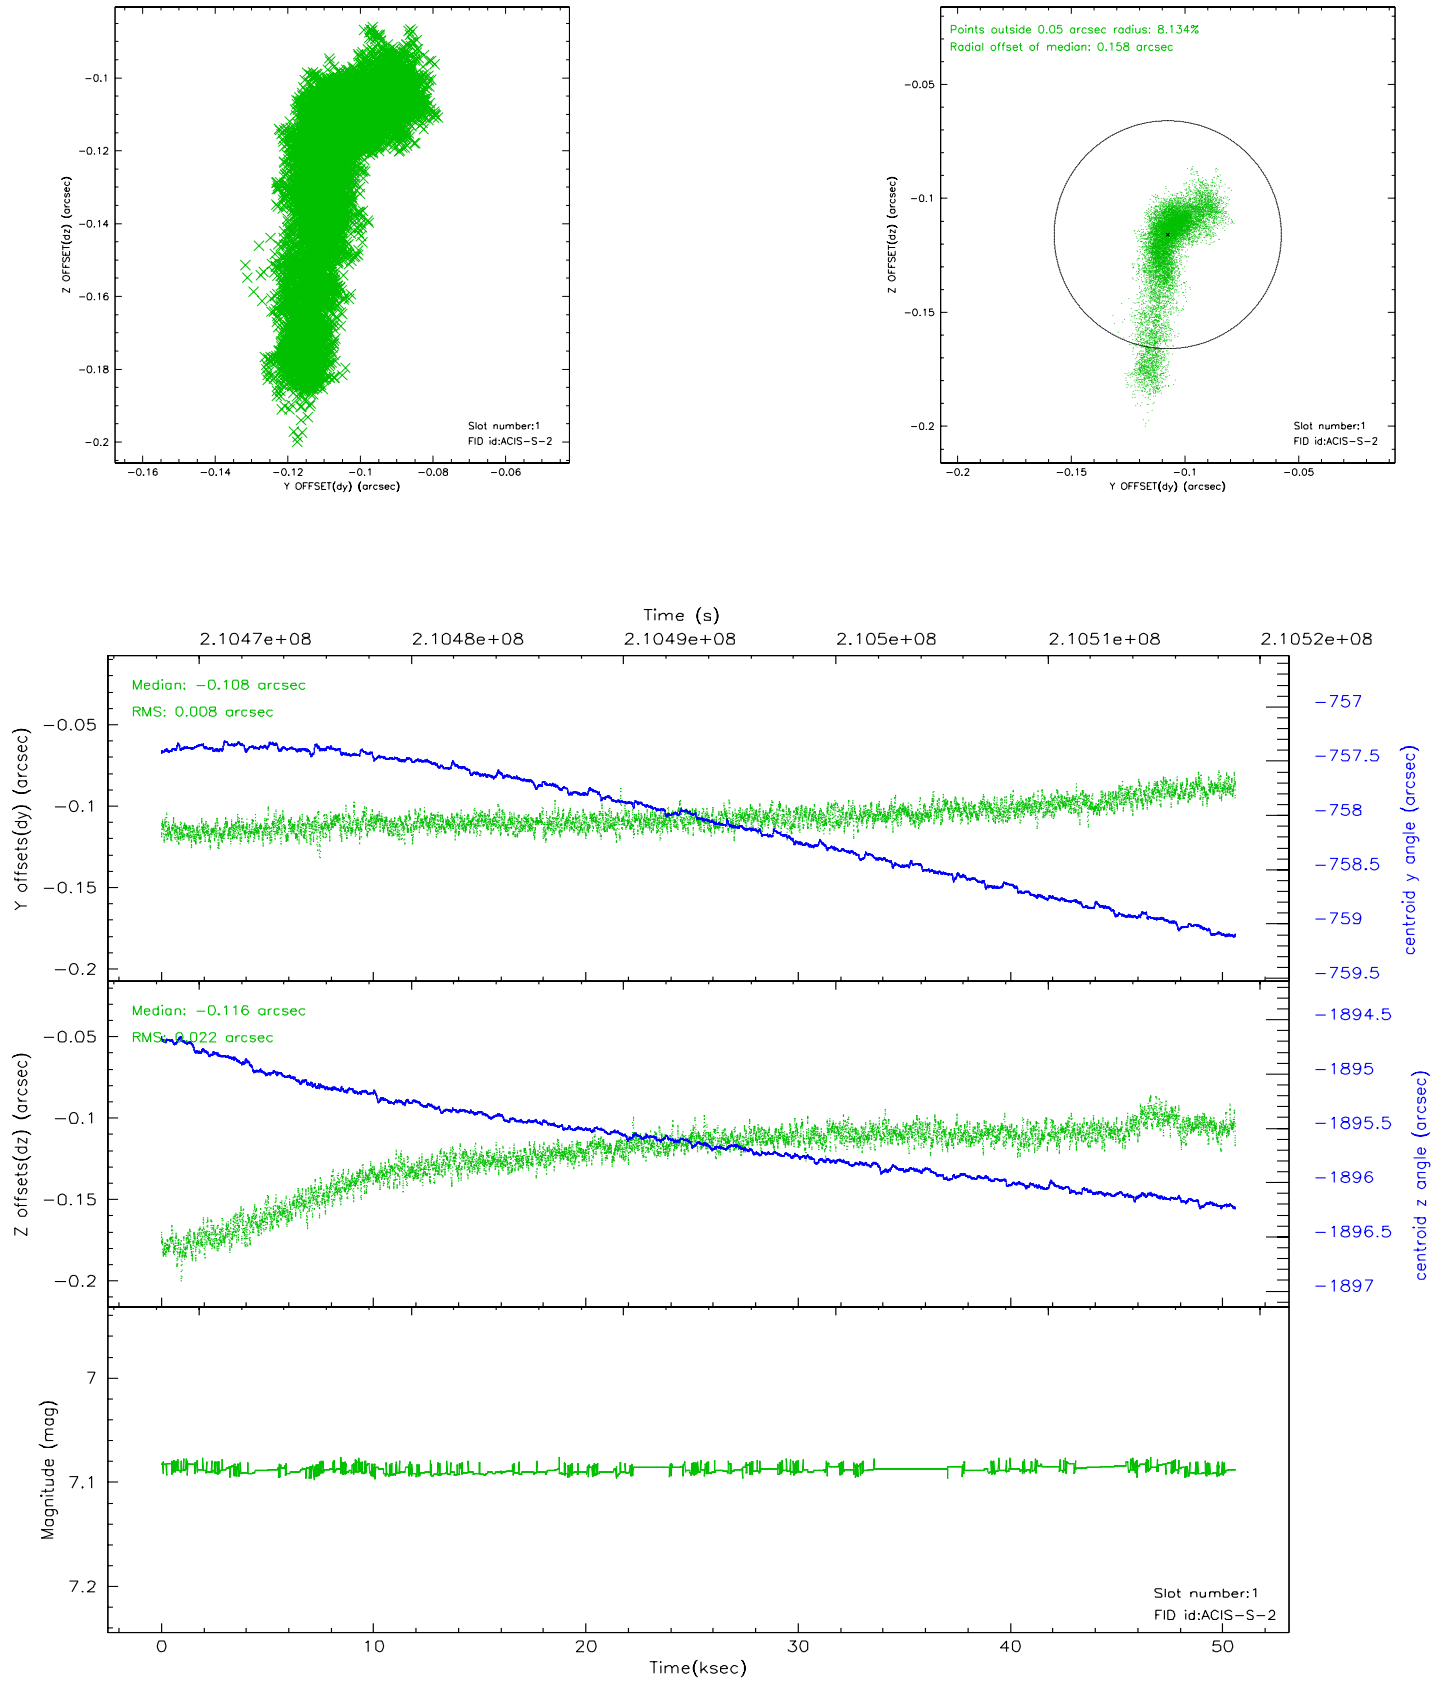 -0.1
-0.12
-0.14
-0.16
-0.18
-0.2
Z OFFSET(dz) (arcsec)
Slot number:1
FID id:ACIS-S-2
-0.16
-0.14
-0.12
-0.1
-0.08
-0.06
Y OFFSET(dy) (arcsec)
Points outside 0.05 arcsec radius: 8.134%
Radial offset of median: 0.158 arcsec
-0.05
-0.1
-0.15
-0.2
Z OFFSET(dz) (arcsec)
Slot number:1
FID id:ACIS-S-2
-0.2
-0.15
-0.1
-0.05
Y OFFSET(dy) (arcsec)
Time (s)
2.1047e+08
2.1048e+08
2.1049e+08
2.105e+08
2.1051e+08
2.1052e+08
Median: -0.108 arcsec
RMS: 0.008 arcsec
-0.05
-0.1
-0.15
-0.2
Y offsets(dy) (arcsec)
-757
-757.5
-758
-758.5
-759
-759.5
centroid y angle (arcsec)
Median: -0.116 arcsec
RMS: 0.022 arcsec
-0.05
-0.1
-0.15
-0.2
Z offsets(dz) (arcsec)
-1894.5
-1895
-1895.5
-1896
-1896.5
-1897
centroid z angle (arcsec)
7
7.1
7.2
Magnitude (mag)
Slot number:1
FID id:ACIS-S-2
0
10
20
30
40
50
Time(ksec)